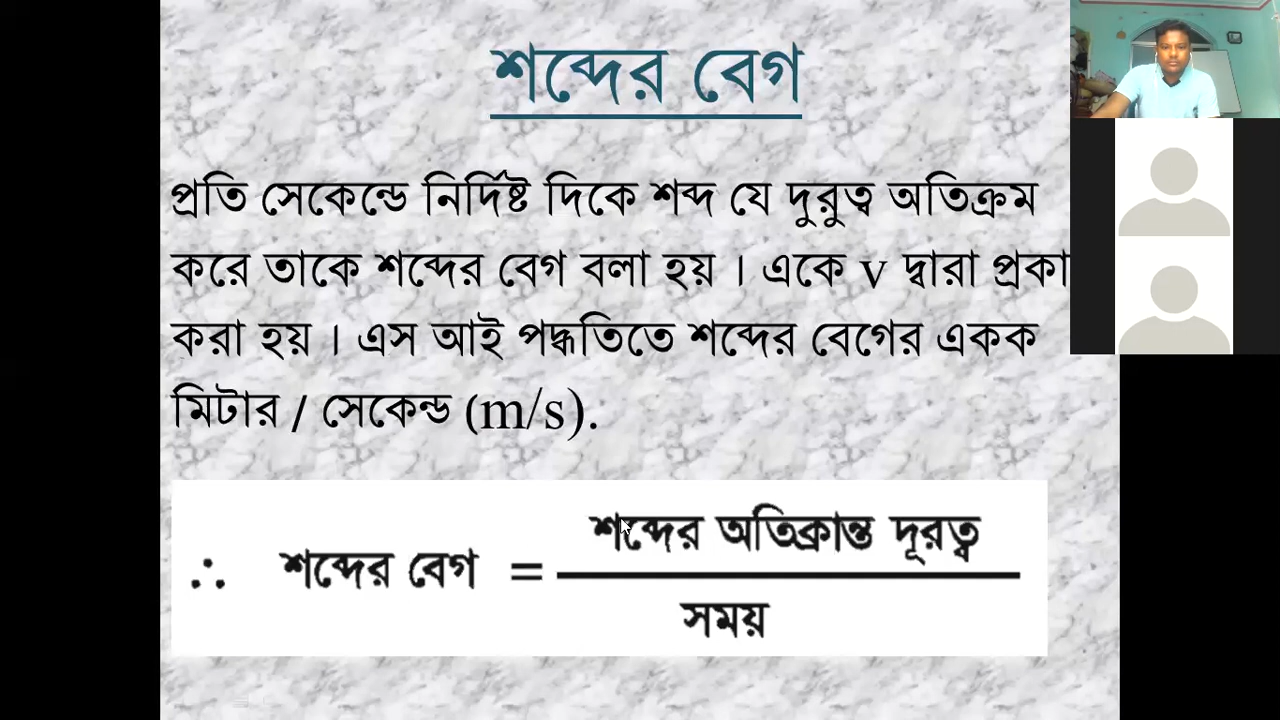 শব্দের বেগ
প্রতি সেকেন্ডে নির্দিষ্ট দিকে শব্দ যে দুরুত্ব অতিক্রম
করে তাকে শব্দের বেগ বলা হয় । একে v দ্বারা প্রকা
করা হয় । এস আই পদ্ধতিতে শব্দের বেগের একক
মিটার / সেকেন্ড (m/s).
∴ শব্দের বেগ = শব্দের অতিক্রান্ত দূরত্ব
সময়